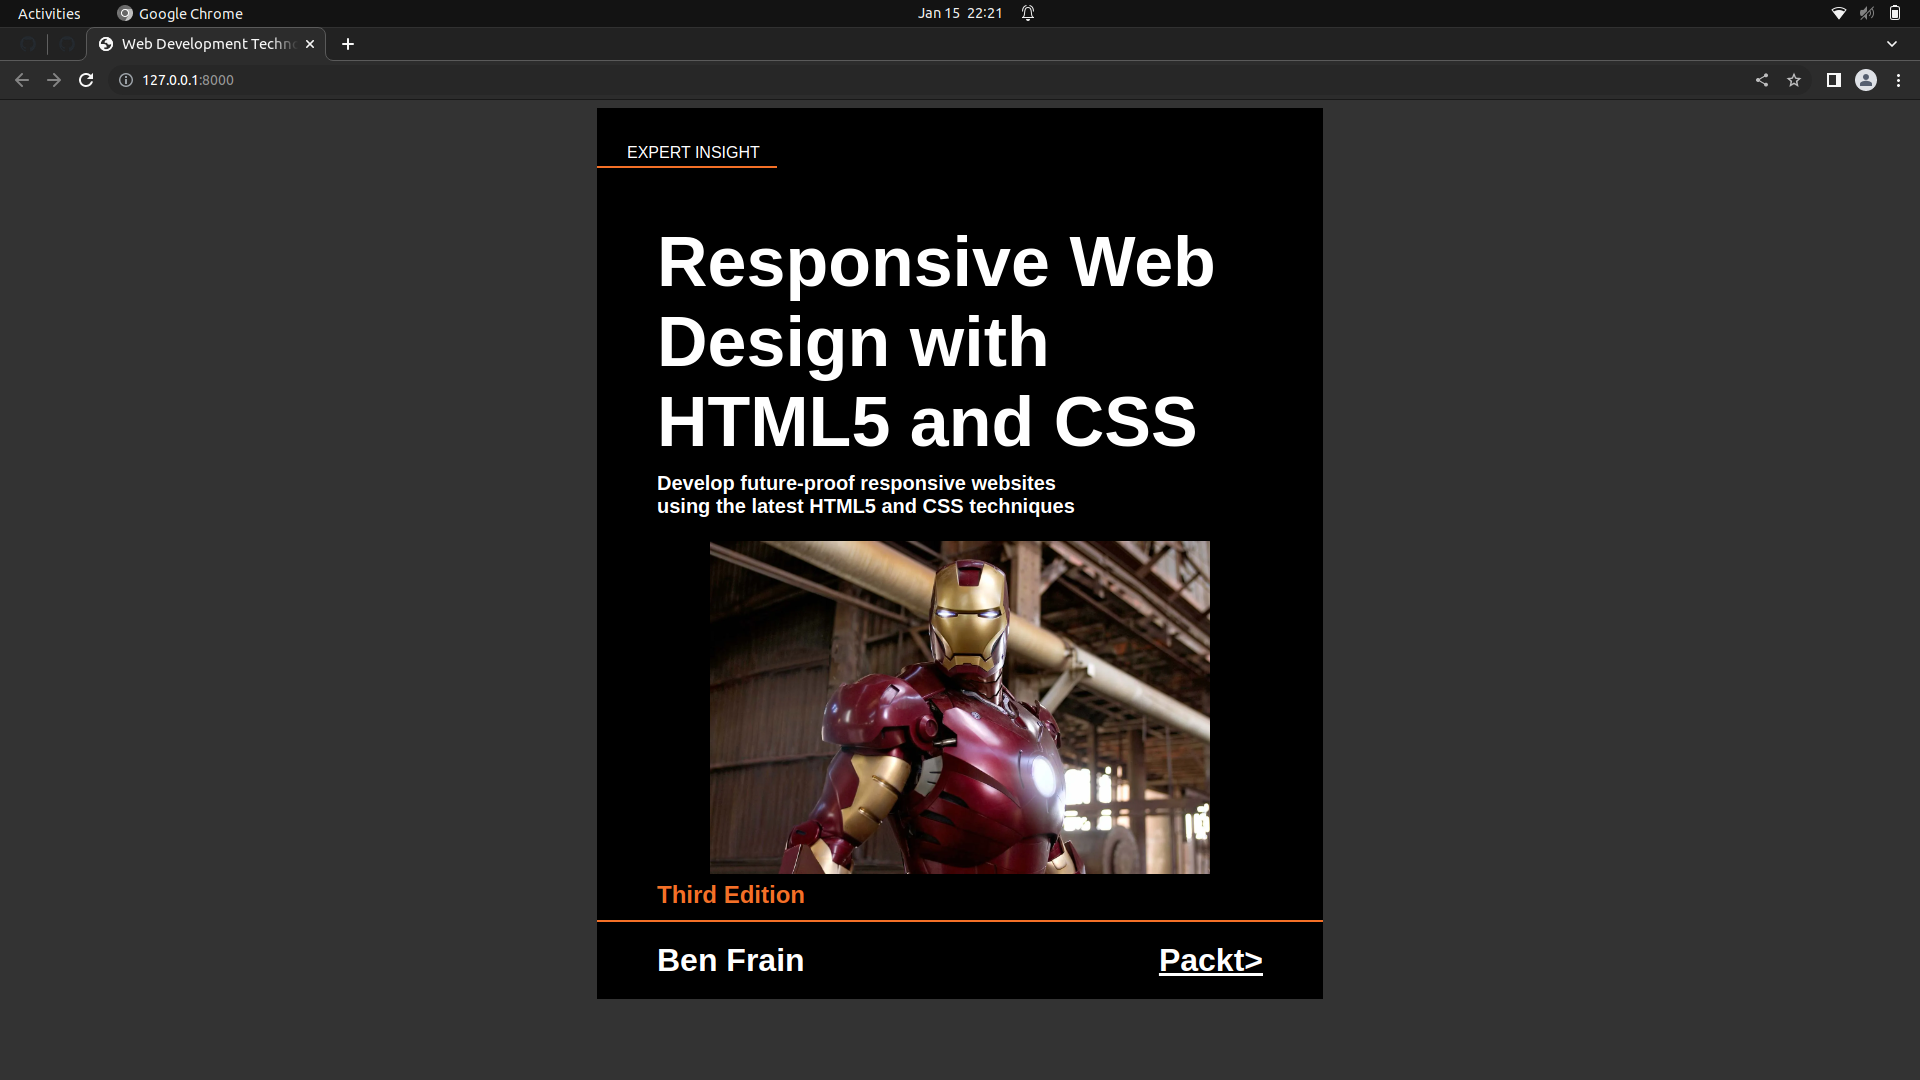 Activities
Google Chrome
Jan 15 22:21
Web Development Techn
127.0.0.1:8000
EXPERT INSIGHT
Responsive Web
Design with
HTML5 and CSS
Develop future-proof responsive websites
using the latest HTML5 and CSS techniques
Third Edition
Ben Frain
Packt>